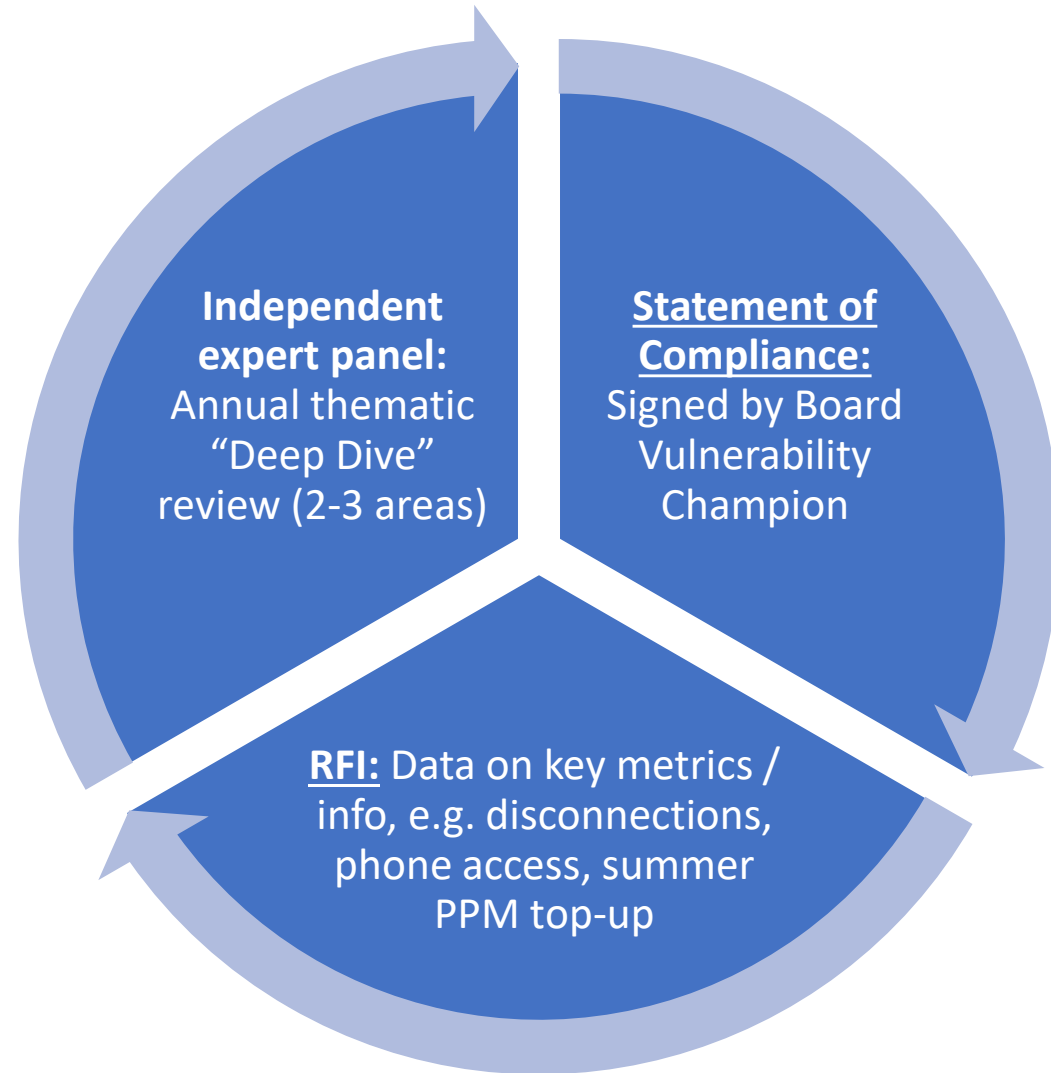 Independent
expert panel:
Annual thematic
“Deep Dive”
review (2-3 areas)
Statement of
Compliance:
Signed by Board
Vulnerability
Champion
RFI: Data on key metrics /
info, e.g. disconnections,
phone access, summer
PPM top-up